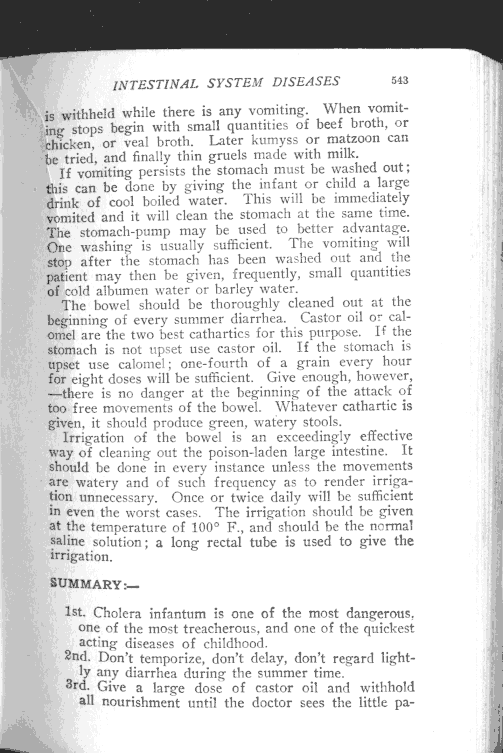 INTESTINAL SYSTEM DISEASES 543
is withheld while there is any vomiting. When vomit-
ing stops begin with small quantities of beef broth, or
chicken, or veal broth. Later kumyss or matzoon can
be tried, and finally thin gruels made with milk.
If vomiting persists the stomach must be washed out;
this can be done by giving the infant or child a large
drink of cool boiled water. This will be immediately
vomited and it will clean the stomach at the same time.
The stomach-pump may be used to better advantage.
One washing is usually sufficient. The vomiting will
stop after the stomach has been washed out and the
patient may then be given, frequently, small quantities
of cold albumen water or barley water.
The bowel should be thoroughly cleaned out at the
beginning of every summer diarrhea. Castor oil or cal-
omel are the two best cathartics for this purpose. If the
stomach is not upset use castor oil. If the stomach is
upset use calomel; one-fourth of a grain every hour
for eight doses will be sufficient. Give enough, however,
—there is no danger at the beginning of the attack of
too free movements of the bowel. Whatever cathartic is
given, it should produce green, watery stools.
Irrigation of the bowel is an exceedingly effective
way of cleaning out the poison-laden large intestine. It
should be done in every instance unless the movements
are watery and of such frequency as to render irriga-
tion unnecessary. Once or twice daily will be sufficient
in even the worst cases. The irrigation should be given
at the temperature of 100° F., and should be the normal
saline solution; a long rectal tube is used to give the
irrigation.
SUMMARY:—
1st. Cholera infantum is one of the most dangerous,
one of the most treacherous, and one of the quickest
acting diseases of childhood.
2nd. Don't temporize, don't delay, don't regard light-
ly any diarrhea during the summer time.
3rd. Give a large dose of castor oil and withhold
all nourishment until the doctor sees the little pa-